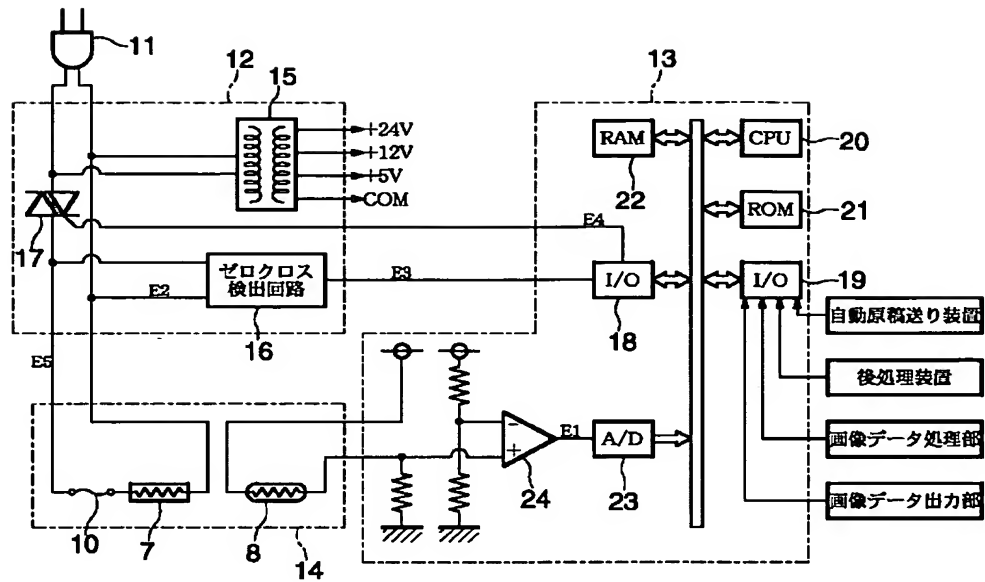 11
12
15
13
+24V
+12V
+5V
COM
RAM
CPU
20
22
ROM
21
17
E4
ゼロクロス
検出回路
E3
E2
I/O
I/O
19
16
18
自動原稿送り装置
E5
後処理装置
E1
A/D
画像データ処理部
24
23
画像データ出力部
10
7
8
14
−
+